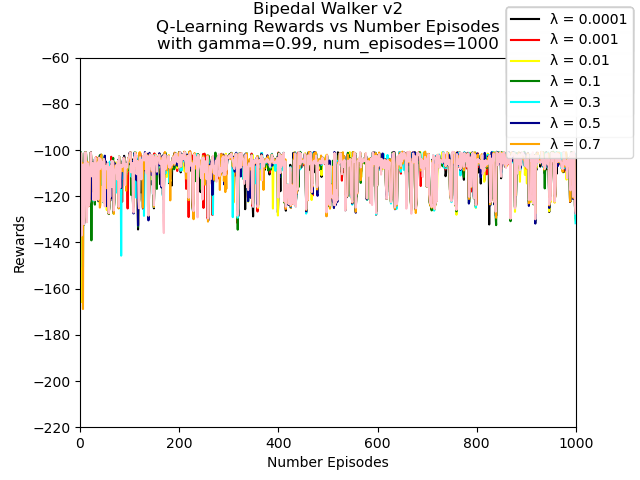 Bipedal Walker v2
Q-Learning Rewards vs Number Episodes
with gamma=0.99, num_episodes=1000
λ = 0.0001
λ = 0.001
λ = 0.01
λ = 0.1
λ = 0.3
λ = 0.5
λ = 0.7
−60
−80
−100
−120
−140
−160
−180
−200
−220
Rewards
0
200
400
600
800
1000
Number Episodes